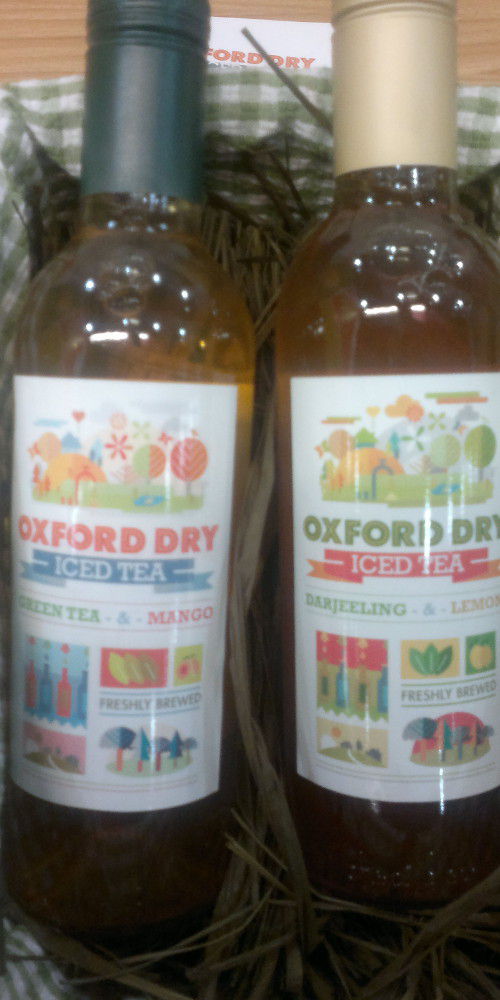 FORD DRY
OXFORD DRY
ICED TEA
GREEN TEA - & - MANGO
FRESHLY BREWED
OXFORD DRY
ICED TEA
DARJEELING - & - LEMON
FRESHLY BREWED